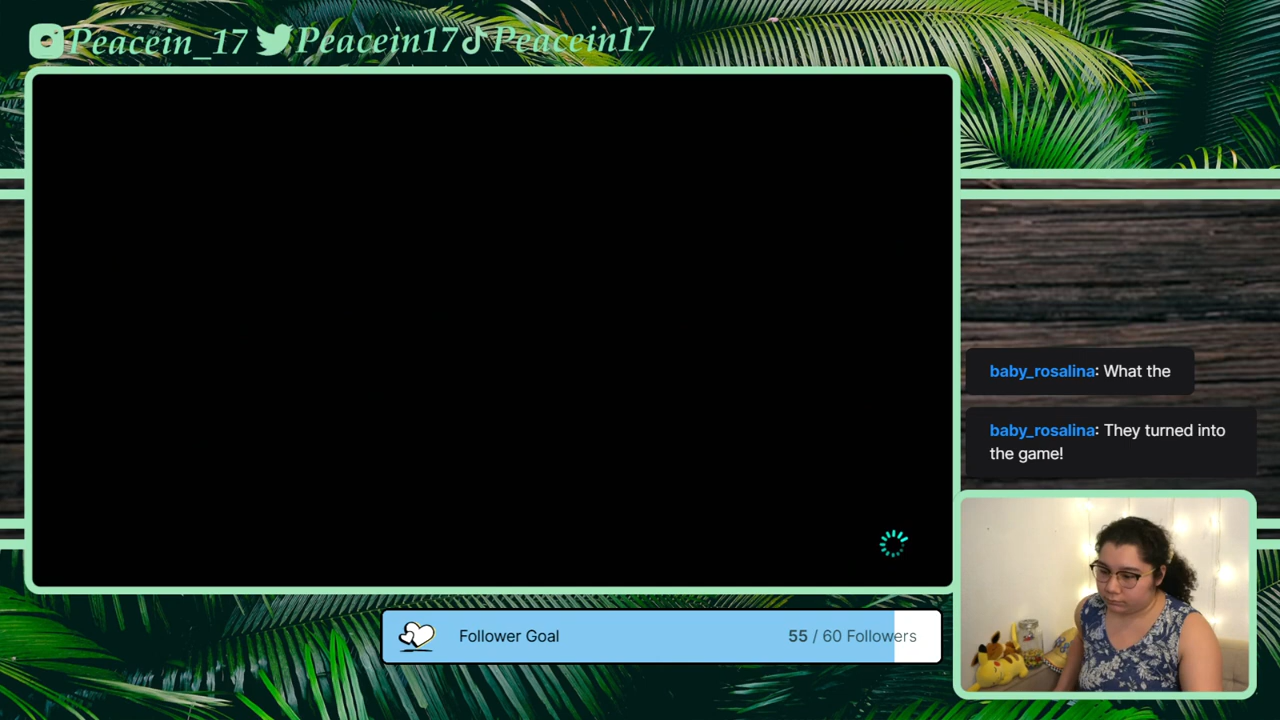 Peacein_17 Peacein17 Peacein17
baby_rosalina: What the
baby_rosalina: They turned into
the game!
Follower Goal 55 / 60 Followers